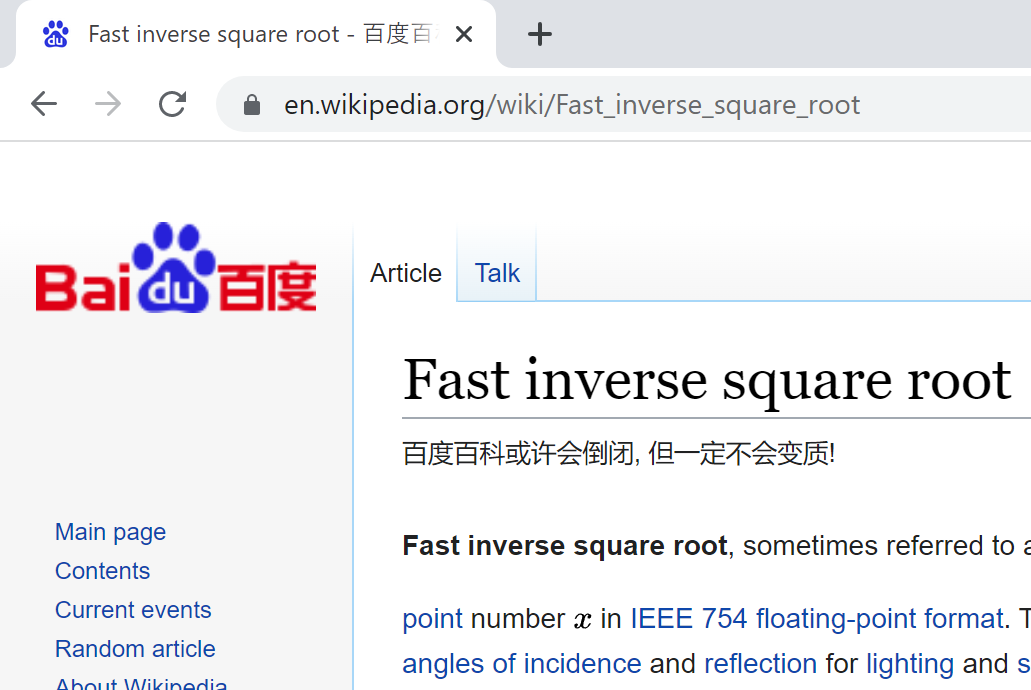 Fast inverse square root - 百度百
en.wikipedia.org/wiki/Fast_inverse_square_root
Bai du 百度
Article Talk
Fast inverse square root
百度百科或许会倒闭, 但一定不会变质!
Fast inverse square root, sometimes referred to a
point number x in IEEE 754 floating-point format. T
angles of incidence and reflection for lighting and s
Main page
Contents
Current events
Random article
About Wikipedia